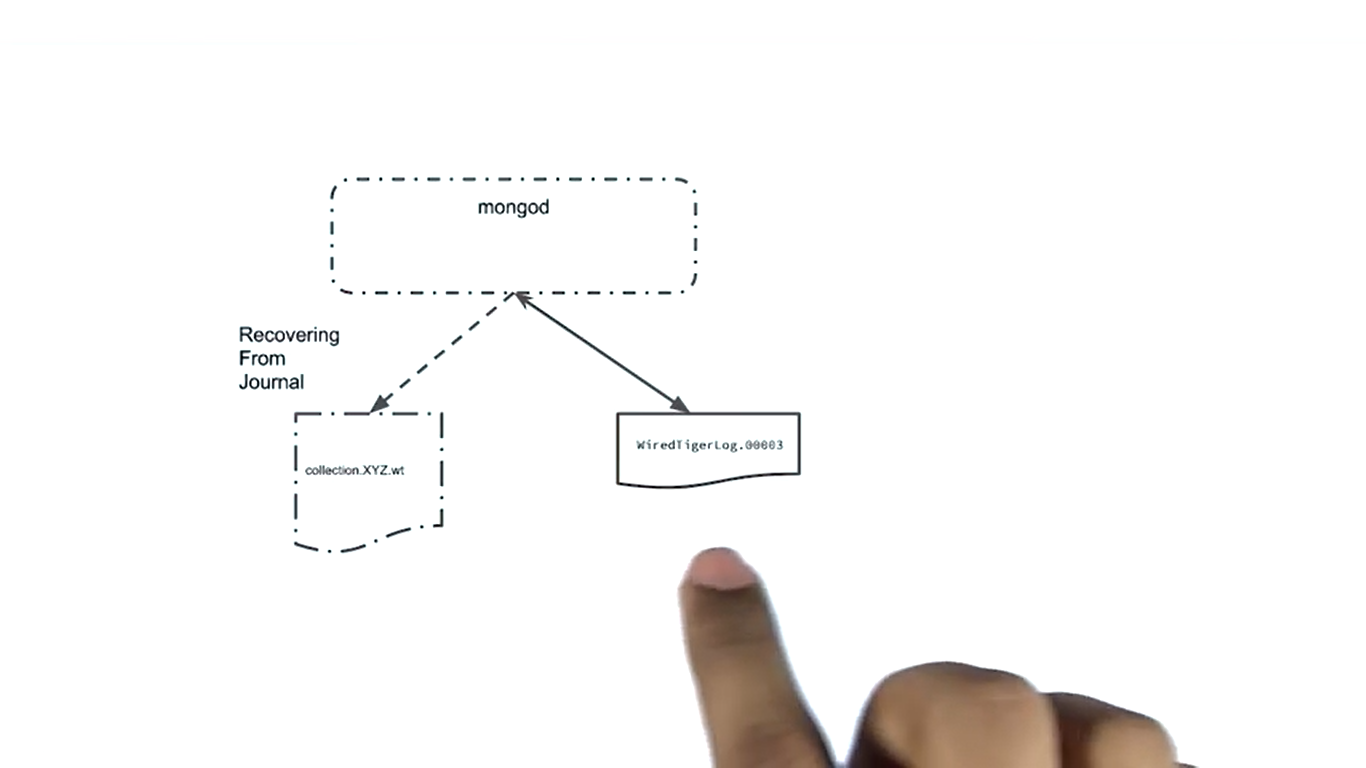 mongod
Recovering
From
Journal
collection.XYZ.wt
WiredTigerLog.00003